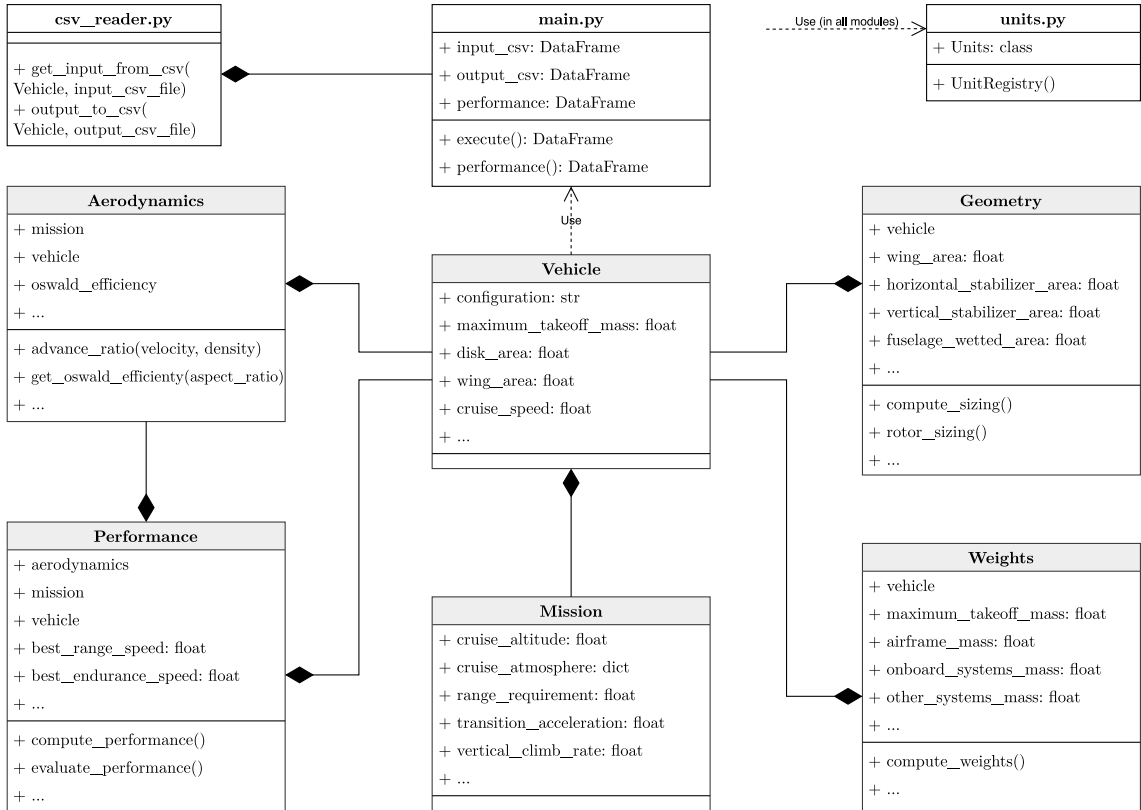 csv_reader.py
+ get_input_from_csv(
Vehicle, input_csv_file)
+ output_to_csv(
Vehicle, output_csv_file)
main.py
+ input_csv: DataFrame
+ output_csv: DataFrame
+ performance: DataFrame
+ execute(): DataFrame
+ performance(): DataFrame
Use (in all modules)
units.py
+ Units: class
+ UnitRegistry()
Use
Aerodynamics
+ mission
+ vehicle
+ oswald_efficiency
+ ...
+ advance_ratio(velocity, density)
+ get_oswald_efficienty(aspect_ratio)
+ ...
Vehicle
+ configuration: str
+ maximum_takeoff_mass: float
+ disk_area: float
+ wing_area: float
+ cruise_speed: float
+ ...
Geometry
+ vehicle
+ wing_area: float
+ horizontal_stabilizer_area: float
+ vertical_stabilizer_area: float
+ fuselage_wetted_area: float
+ ...
+ compute_sizing()
+ rotor_sizing()
+ ...
Performance
+ aerodynamics
+ mission
+ vehicle
+ best_range_speed: float
+ best_endurance_speed: float
+ ...
+ compute_performance()
+ evaluate_performance()
+ ...
Mission
+ cruise_altitude: float
+ cruise_atmosphere: dict
+ range_requirement: float
+ transition_acceleration: float
+ vertical_climb_rate: float
+ ...
Weights
+ vehicle
+ maximum_takeoff_mass: float
+ airframe_mass: float
+ onboard_systems_mass: float
+ other_systems_mass: float
+ ...
+ compute_weights()
+ ...